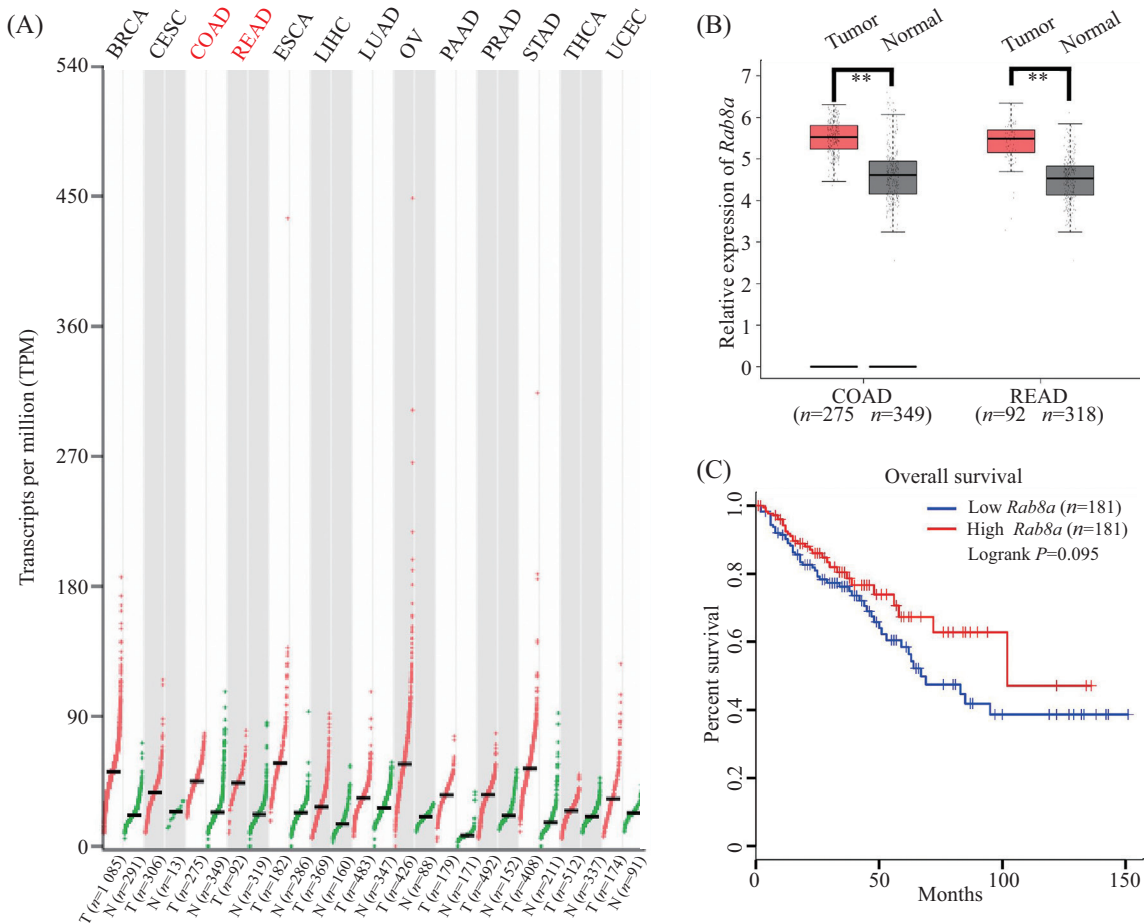 (A)
BRCA
CESC
COAD
READ
ESCA
LIHC
LUAD
OV
PAAD
PRAD
STAD
THCA
UCEC
Transcripts per million (TPM)
540
450
360
270
180
90
0
T (n=1 085)
N (n=291)
T (n=306)
N (n=13)
T (n=275)
N (n=349)
T (n=92)
N (n=319)
T (n=182)
N (n=286)
T (n=369)
N (n=160)
T (n=483)
N (n=347)
T (n=426)
N (n=88)
T (n=179)
N (n=171)
T (n=492)
N (n=152)
T (n=408)
N (n=211)
T (n=512)
N (n=337)
T (n=174)
N (n=91)
(B)
Tumor Normal Tumor Normal
** **
Relative expression of Rab8a
7
6
5
4
3
2
1
0
COAD READ
(n=275 n=349) (n=92 n=318)
(C)
Overall survival
Low Rab8a (n=181)
High Rab8a (n=181)
Logrank P=0.095
Percent survival
1.0
0.8
0.6
0.4
0.2
0
0 50 100 150
Months